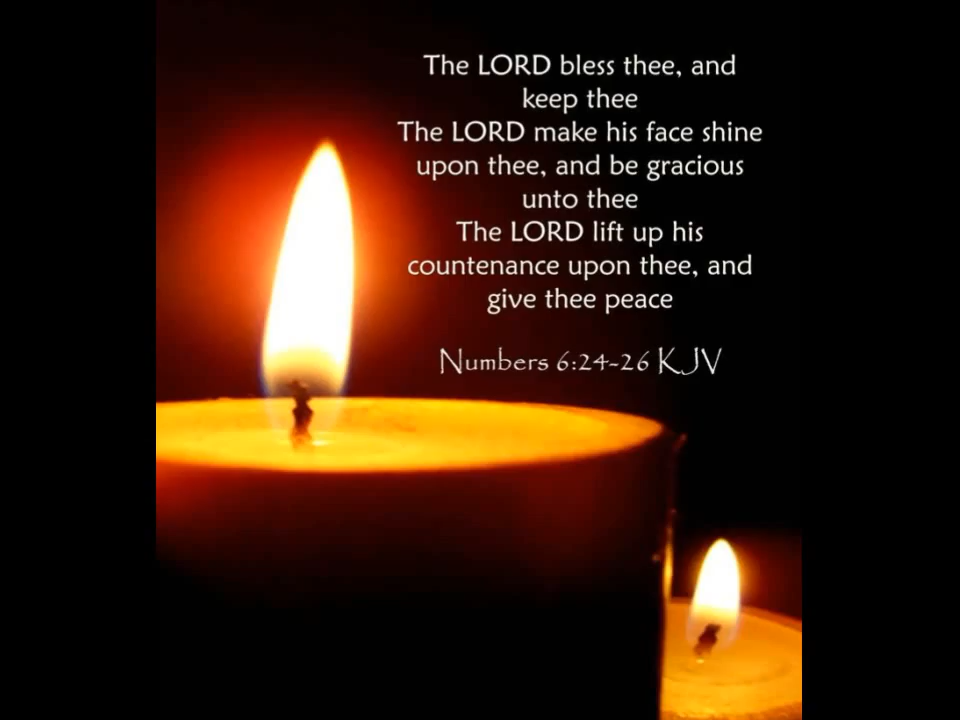 The LORD bless thee, and
keep thee
The LORD make his face shine
upon thee, and be gracious
unto thee
The LORD lift up his
countenance upon thee, and
give thee peace
Numbers 6:24-26 KJV